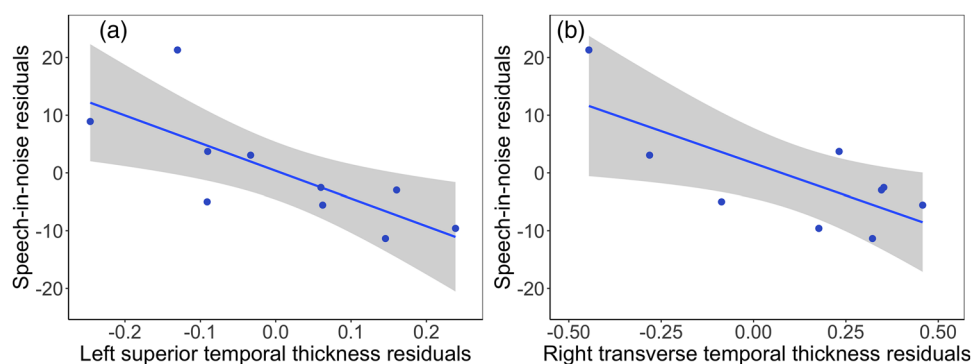 (a)
Speech-in-noise residuals
20
10
0
-10
-20
-0.2 -0.1 0.0 0.1 0.2
Left superior temporal thickness residuals
(b)
Speech-in-noise residuals
20
10
0
-10
-20
-0.50 -0.25 0.00 0.25 0.50
Right transverse temporal thickness residuals